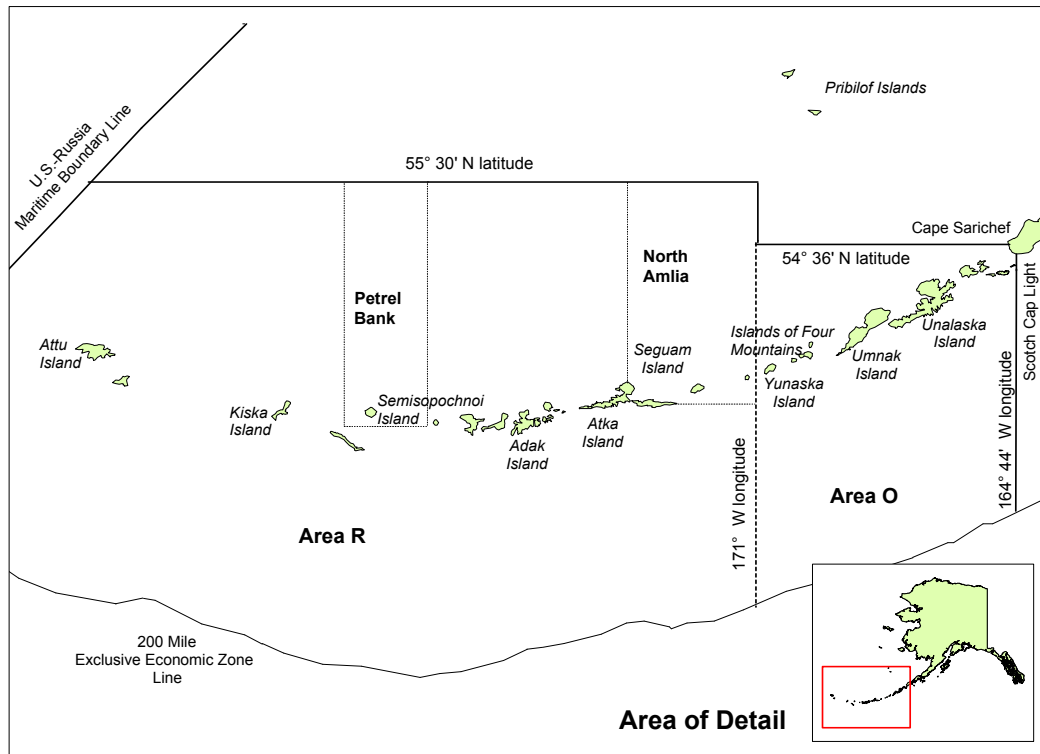 Pribilof Islands
U.S.-Russia
Maritime Boundary Line
55° 30' N latitude
Cape Sarichef
54° 36' N latitude
North
Amlia
Petrel
Bank
Scotch Cap Light
Attu
Island
Seguam
Island
Islands of Four
Mountains
Unalaska
Island
Umnak
Island
Yunaska
Island
Kiska
Island
Semisopochnoi
Island
Adak
Island
Atka
Island
164° 44' W longitude
171° W longitude
Area O
Area R
200 Mile
Exclusive Economic Zone
Line
Area of Detail